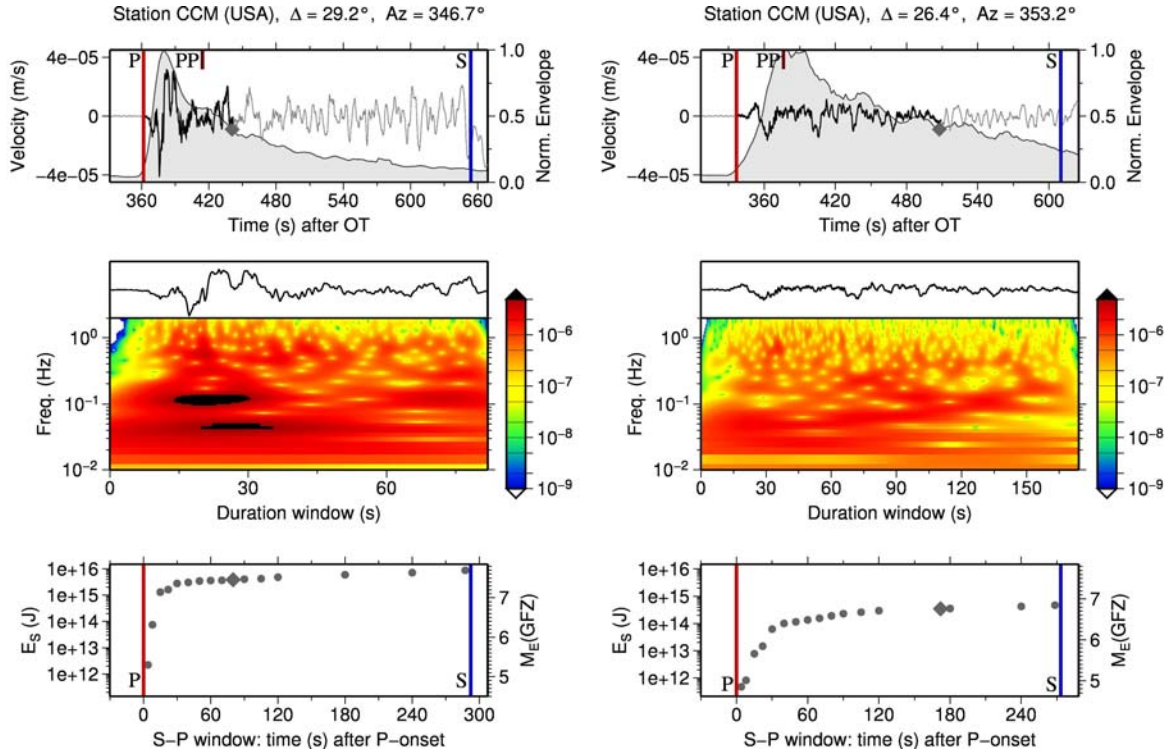 Station CCM (USA), Δ = 29.2°, Az = 346.7°
P PP S
4e-05
0
−4e-05
Velocity (m/s)
1.0
0.5
0.0
Norm. Envelope
360 420 480 540 600 660
Time (s) after OT
10⁰
10⁻¹
10⁻²
Freq. (Hz)
0 30 60
Duration window (s)
10⁻⁶
10⁻⁷
10⁻⁸
10⁻⁹
1e+16
1e+15
1e+14
1e+13
1e+12
E_S (J)
P S
7
6
5
M_E(GFZ)
0 60 120 180 240 300
S−P window: time (s) after P−onset
Station CCM (USA), Δ = 26.4°, Az = 353.2°
P PP S
4e-05
0
−4e-05
Velocity (m/s)
1.0
0.5
0.0
Norm. Envelope
360 420 480 540 600
Time (s) after OT
10⁰
10⁻¹
10⁻²
Freq. (Hz)
0 30 60 90 120 150
Duration window (s)
10⁻⁶
10⁻⁷
10⁻⁸
10⁻⁹
1e+16
1e+15
1e+14
1e+13
1e+12
E_S (J)
P S
7
6
5
M_E(GFZ)
0 60 120 180 240
S−P window: time (s) after P−onset